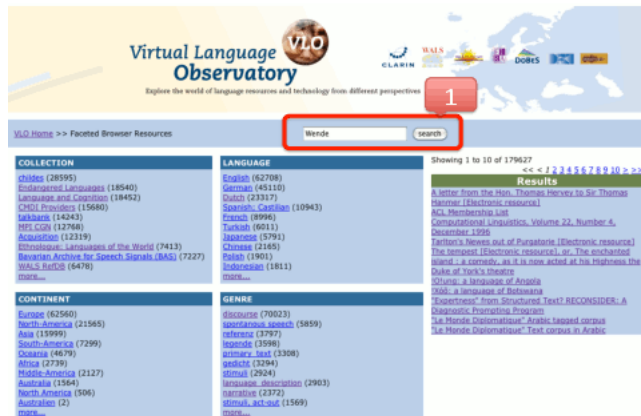 Virtual Language VLO
Observatory
Explore the world of language resources and technology from different perspectives
CLARIN
WALS
DOBES
1
VLO Home >> Faceted Browser Resources
Wende
search
COLLECTION
childes (28595)
Endangered Languages (18540)
Language and Cognition (18452)
CMDI Providers (15680)
talkbank (14243)
MPI CGN (12768)
Acquisition (12319)
Ethnologue: Languages of the World (7413)
Bavarian Archive for Speech Signals (BAS) (7227)
WALS RefDB (6478)
more...
LANGUAGE
English (62708)
German (45110)
Dutch (23317)
Spanish; Castilian (10943)
French (8996)
Turkish (6011)
Japanese (5791)
Chinese (2165)
Polish (1901)
Indonesian (1811)
more...
CONTINENT
Europe (62560)
North-America (21565)
Asia (15999)
South-America (7299)
Oceania (4679)
Africa (2739)
Middle-America (2127)
Australia (1564)
North America (506)
Australien (2)
more...
GENRE
discourse (70023)
spontaneous speech (5859)
referenz (3797)
legende (3598)
primary_text (3308)
gedicht (3294)
stimuli (2924)
language_description (2903)
narrative (2372)
stimuli, act-out (1569)
more...
Showing 1 to 10 of 179627
<< < 1 2 3 4 5 6 7 8 9 10 > >>
Results
A letter from the Hon. Thomas Hervey to Sir Thomas
Hanmer [Electronic resource]
ACL Membership List
Computational Linguistics, Volume 22, Number 4,
December 1996
Tarlton's Newes out of Purgatorie [Electronic resource]
The tempest [Electronic resource], or, The enchanted
island : a comedy, as it is now acted at his Highness the
Duke of York's theatre
!O!ung: a language of Angola
!Xóõ: a language of Botswana
"Expertness" from Structured Text? RECONSIDER: A
Diagnostic Prompting Program
"Le Monde Diplomatique" Arabic tagged corpus
"Le Monde Diplomatique" Text corpus in Arabic